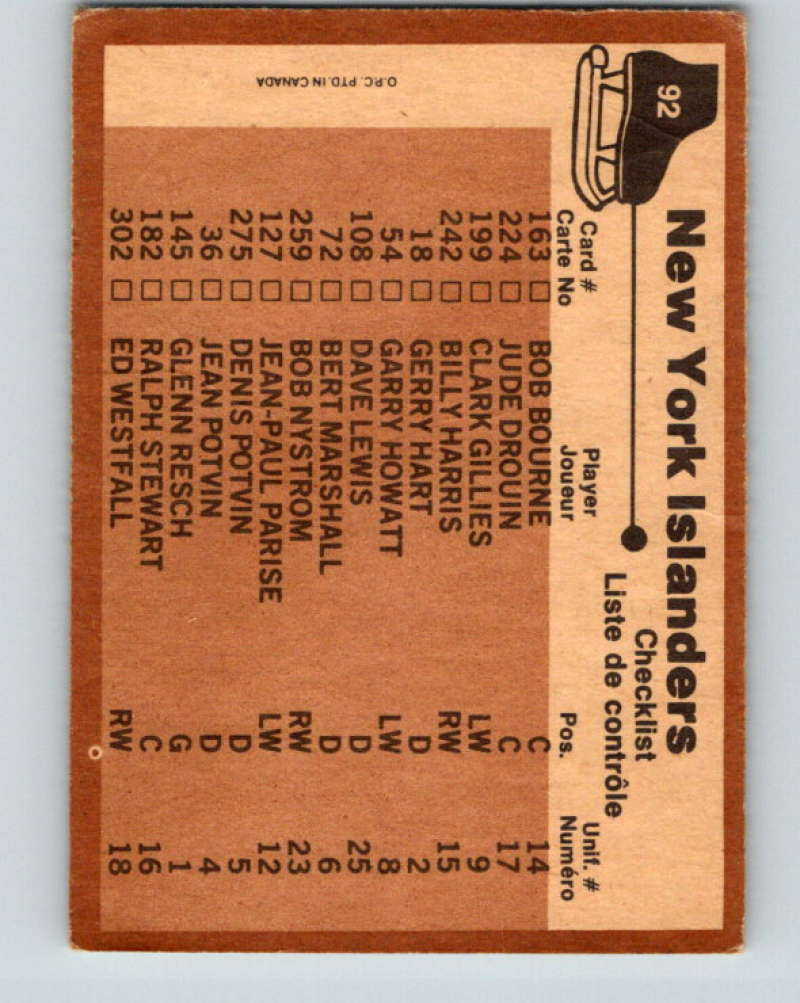 92
New York Islanders
Checklist
Liste de contrôle
Card # Player Pos. Unif. #
Carte No Joueur Numéro
163 □ BOB BOURNE C 14
224 □ JUDE DROUIN C 17
199 □ CLARK GILLIES LW 9
242 □ BILLY HARRIS RW 15
18 □ GERRY HART D 2
54 □ GARRY HOWATT LW 8
108 □ DAVE LEWIS D 25
72 □ BERT MARSHALL D 6
259 □ BOB NYSTROM RW 23
127 □ JEAN-PAUL PARISE LW 12
275 □ DENIS POTVIN D 5
36 □ JEAN POTVIN D 4
145 □ GLENN RESCH G 1
182 □ RALPH STEWART C 16
302 □ ED WESTFALL RW 18
O.P.C. PTD. IN CANADA